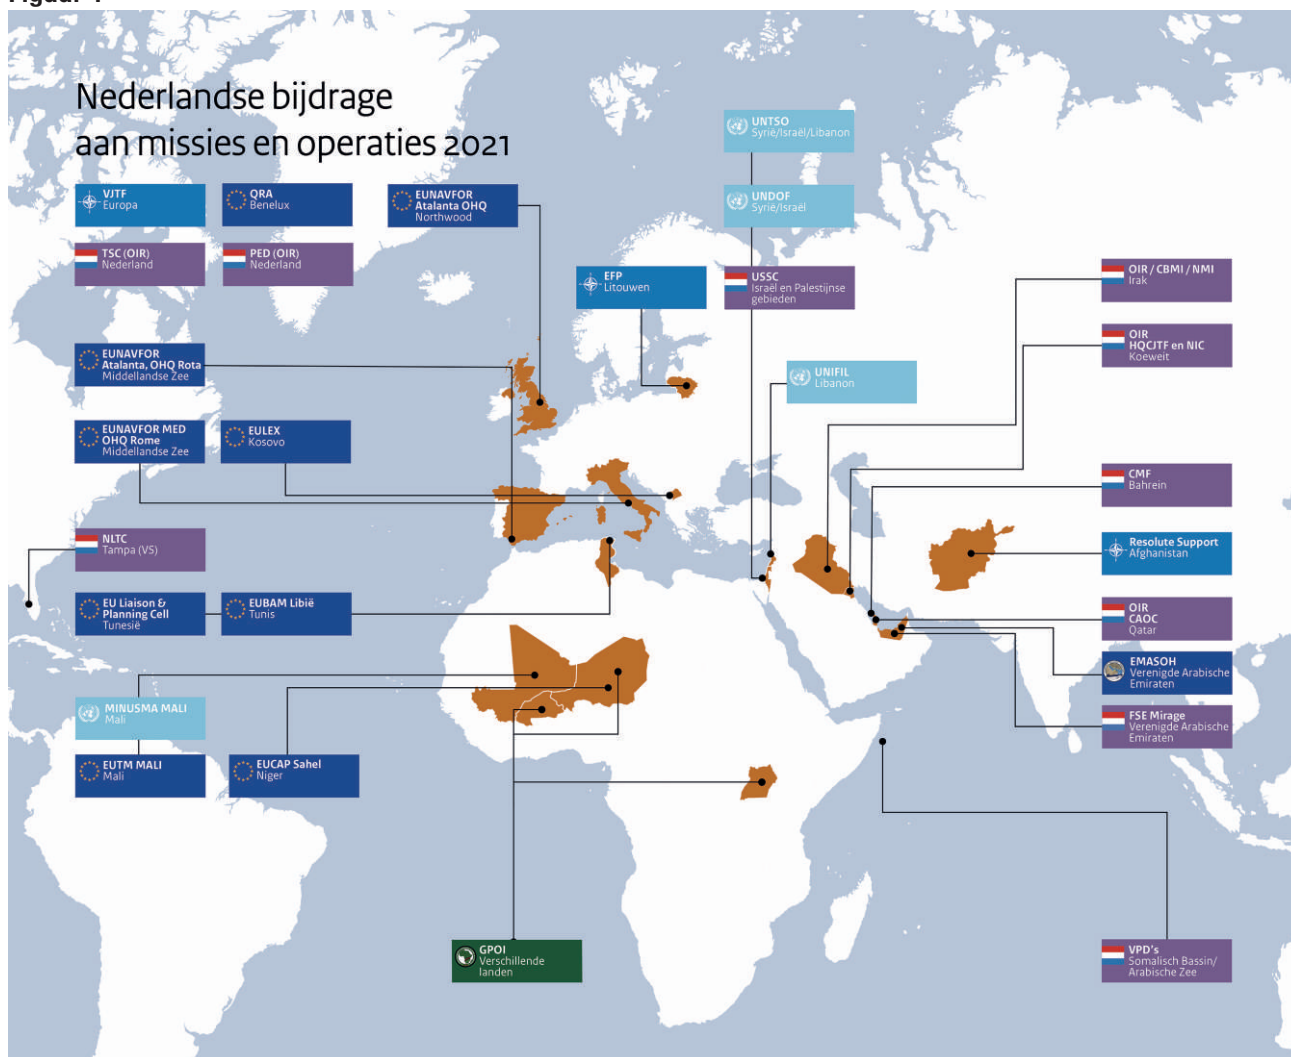 Figuur 1
Nederlandse bijdrage
aan missies en operaties 2021
VJTF
Europa
QRA
Benelux
EUNAVFOR
Atalanta OHQ
Northwood
UNTSO
Syrië/Israël/Libanon
UNDOF
Syrië/Israël
TSC (OIR)
Nederland
PED (OIR)
Nederland
EFP
Litouwen
USSC
Israël en Palestijnse
gebieden
OIR / CBMI / NMI
Irak
OIR
HQCJTF en NIC
Koeweit
EUNAVFOR
Atalanta, OHQ Rota
Middellandse Zee
UNIFIL
Libanon
EUNAVFOR MED
OHQ Rome
Middellandse Zee
EULEX
Kosovo
CMF
Bahrein
NLTC
Tampa (VS)
Resolute Support
Afghanistan
EU Liaison &
Planning Cell
Tunesië
EUBAM Libië
Tunis
OIR
CAOC
Qatar
EMASOH
Verenigde Arabische
Emiraten
MINUSMA MALI
Mali
FSE Mirage
Verenigde Arabische
Emiraten
EUTM MALI
Mali
EUCAP Sahel
Niger
GPOI
Verschillende
landen
VPD's
Somalisch Bassin/
Arabische Zee